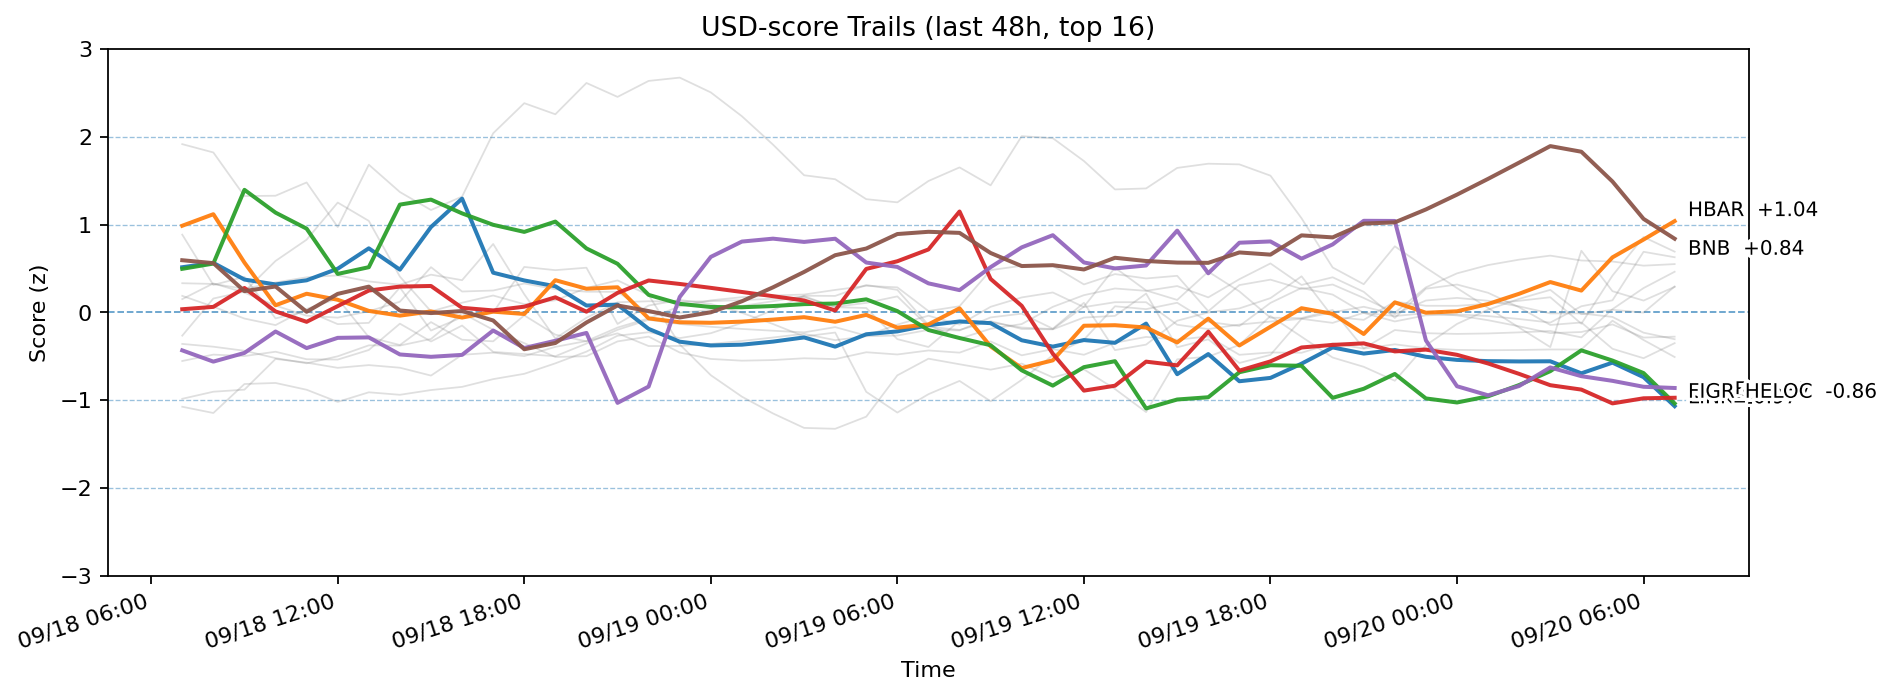 USD-score Trails (last 48h, top 16)
Score (z)
3
2
1
0
−1
−2
−3
HBAR +1.04
BNB +0.84
FIGR_HELOC -0.86
09/18 06:00
09/18 12:00
09/18 18:00
09/19 00:00
09/19 06:00
09/19 12:00
09/19 18:00
09/20 00:00
09/20 06:00
Time